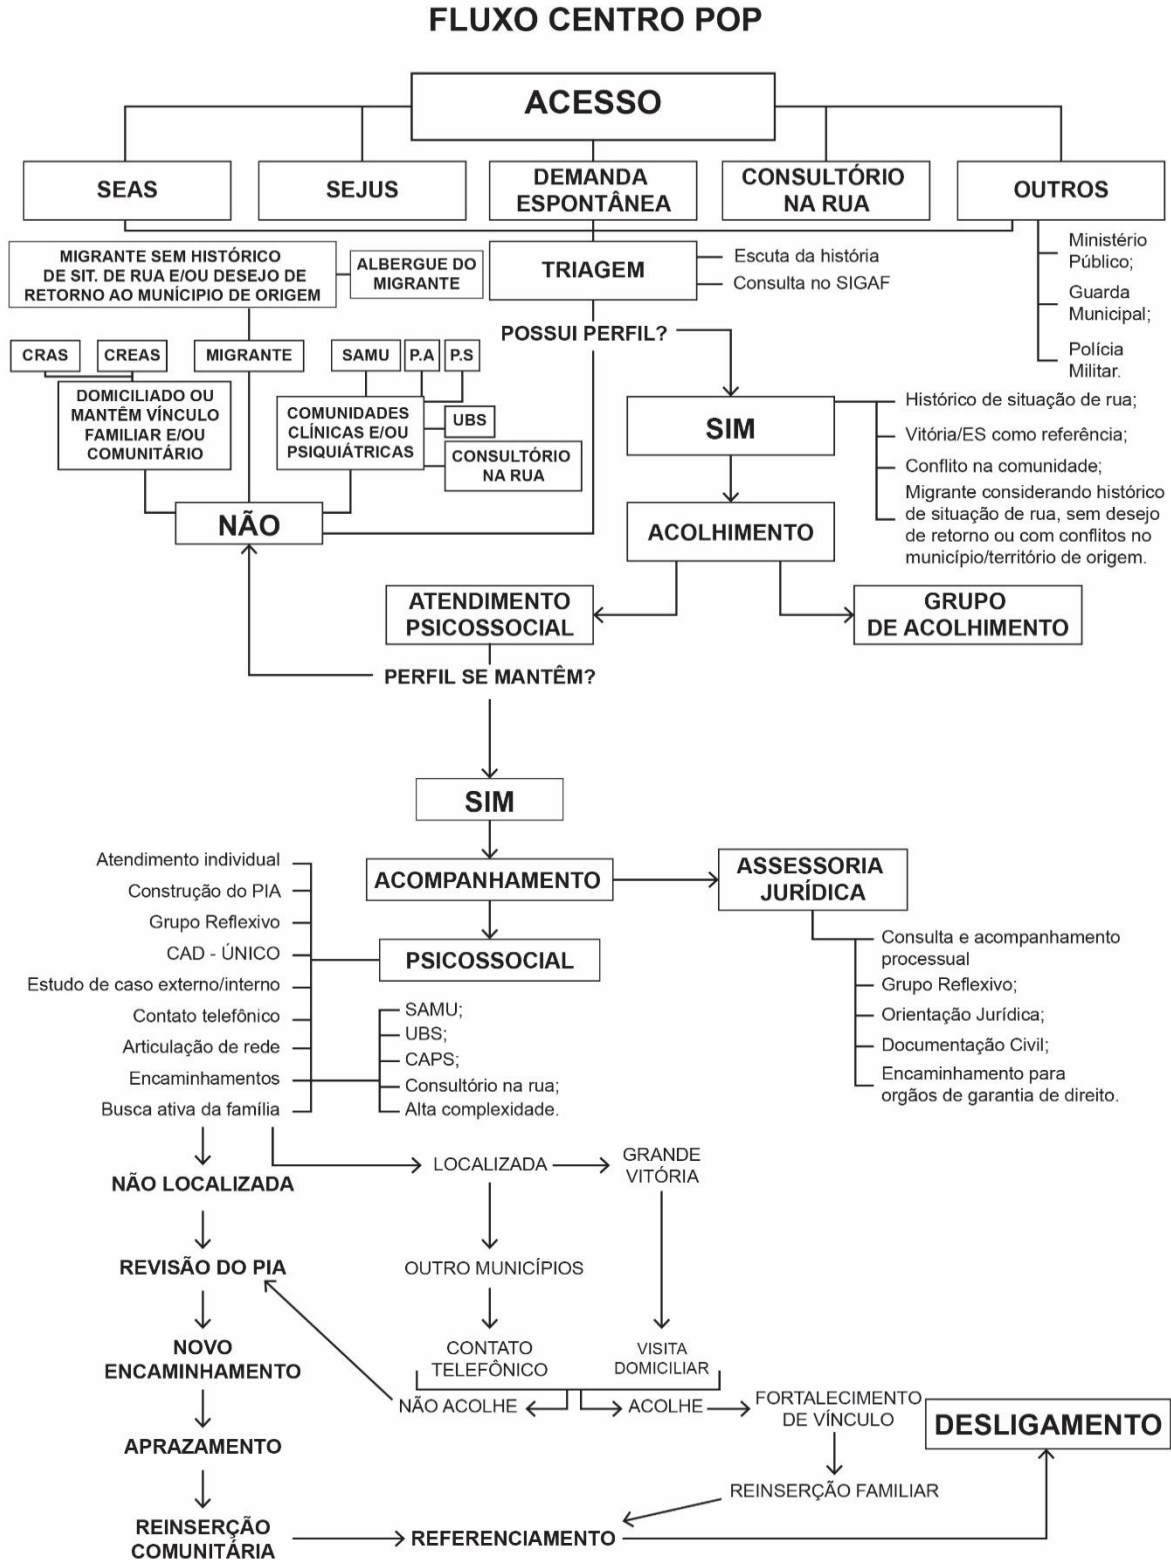 FLUXO CENTRO POP
ACESSO
SEAS
SEJUS
DEMANDA
ESPONTÂNEA
CONSULTÓRIO
NA RUA
OUTROS
Ministério
Público;
Guarda
Municipal;
Polícia
Militar.
MIGRANTE SEM HISTÓRICO
DE SIT. DE RUA E/OU DESEJO DE
RETORNO AO MUNÍCIPIO DE ORIGEM
ALBERGUE DO
MIGRANTE
TRIAGEM
Escuta da história
Consulta no SIGAF
POSSUI PERFIL?
CRAS
CREAS
MIGRANTE
SAMU
P.A
P.S
DOMICILIADO OU
MANTÊM VÍNCULO
FAMILIAR E/OU
COMUNITÁRIO
COMUNIDADES
CLÍNICAS E/OU
PSIQUIÁTRICAS
UBS
CONSULTÓRIO
NA RUA
NÃO
SIM
Histórico de situação de rua;
Vitória/ES como referência;
Conflito na comunidade;
Migrante considerando histórico
de situação de rua, sem desejo
de retorno ou com conflitos no
município/território de origem.
ACOLHIMENTO
ATENDIMENTO
PSICOSSOCIAL
GRUPO
DE ACOLHIMENTO
PERFIL SE MANTÊM?
SIM
ACOMPANHAMENTO
ASSESSORIA
JURÍDICA
PSICOSSOCIAL
Atendimento individual
Construção do PIA
Grupo Reflexivo
CAD - ÚNICO
Estudo de caso externo/interno
Contato telefônico
Articulação de rede
Encaminhamentos
Busca ativa da família
SAMU;
UBS;
CAPS;
Consultório na rua;
Alta complexidade.
Consulta e acompanhamento
processual
Grupo Reflexivo;
Orientação Jurídica;
Documentação Civil;
Encaminhamento para
orgãos de garantia de direito.
NÃO LOCALIZADA
LOCALIZADA
GRANDE
VITÓRIA
REVISÃO DO PIA
OUTRO MUNICÍPIOS
NOVO
ENCAMINHAMENTO
CONTATO
TELEFÔNICO
VISITA
DOMICILIAR
NÃO ACOLHE
ACOLHE
FORTALECIMENTO
DE VÍNCULO
DESLIGAMENTO
APRAZAMENTO
REINSERÇÃO FAMILIAR
REINSERÇÃO
COMUNITÁRIA
REFERENCIAMENTO